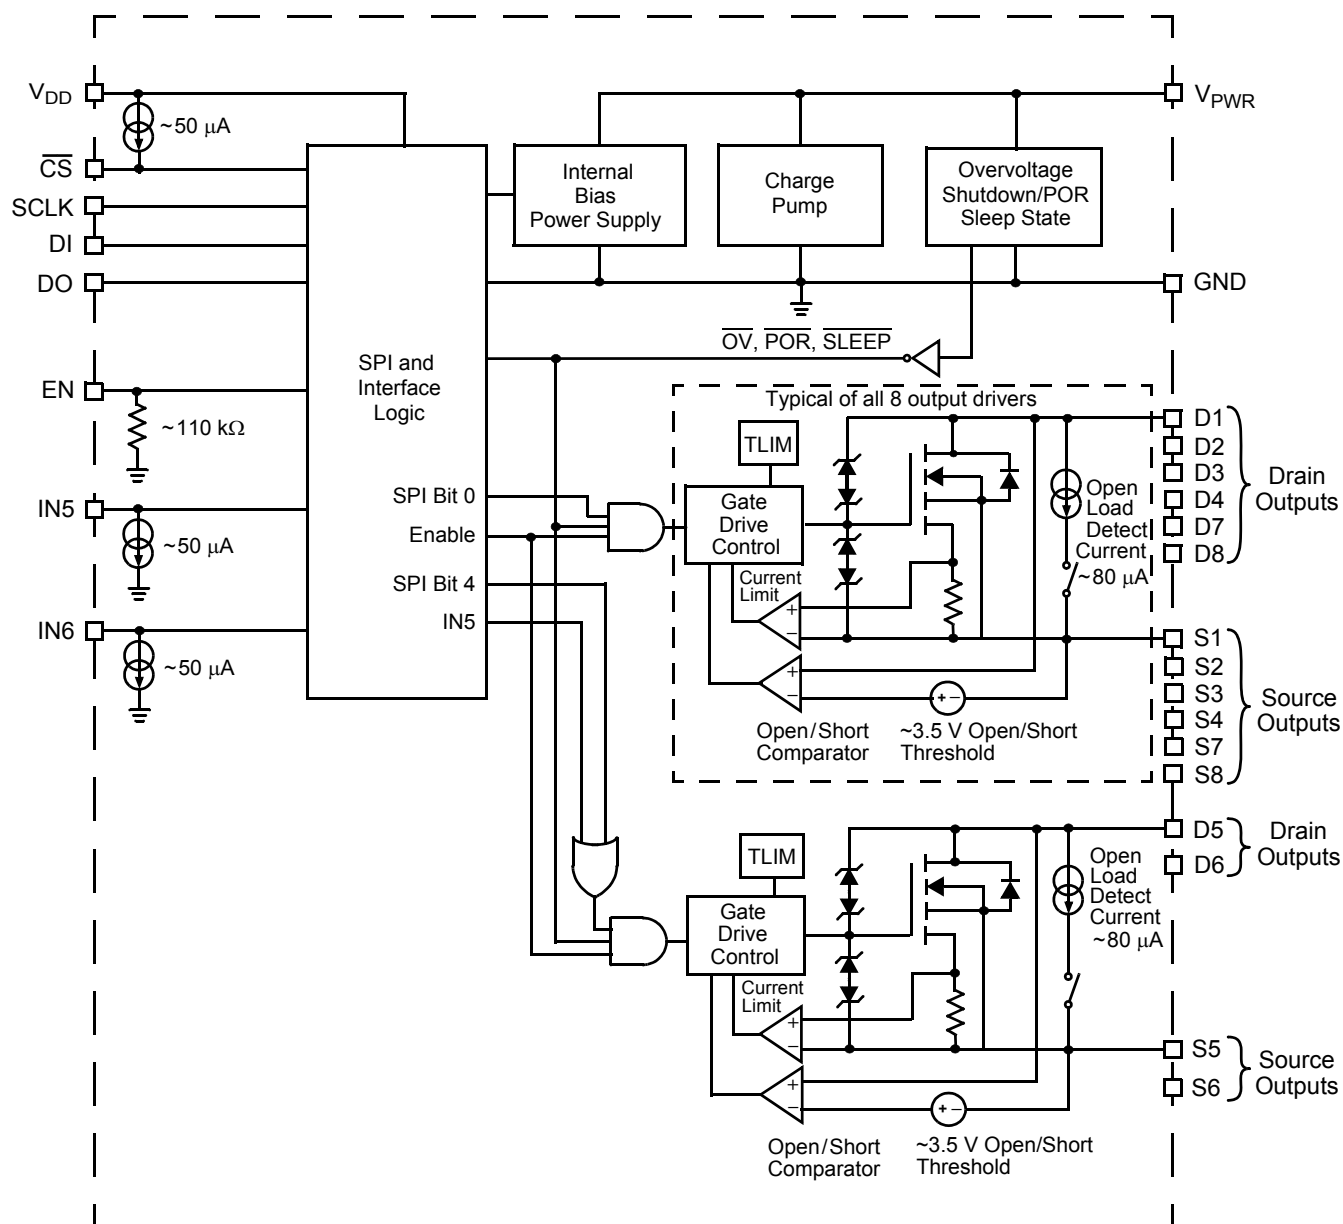 V_DD
~50 μA
CS
SCLK
DI
DO
EN
~110 kΩ
IN5
~50 μA
IN6
~50 μA
SPI and
Interface
Logic
SPI Bit 0
Enable
SPI Bit 4
IN5
Internal
Bias
Power Supply
Charge
Pump
Overvoltage
Shutdown/POR
Sleep State
V_PWR
GND
OV, POR, SLEEP
Typical of all 8 output drivers
TLIM
Gate
Drive
Control
Current
Limit
+
−
+
−
+ −
Open
Load
Detect
Current
~80 μA
Open/Short
Comparator
~3.5 V Open/Short
Threshold
D1
D2
D3
D4
D7
D8
Drain
Outputs
S1
S2
S3
S4
S7
S8
Source
Outputs
TLIM
Gate
Drive
Control
Current
Limit
+
−
+
−
+ −
Open
Load
Detect
Current
~80 μA
Open/Short
Comparator
~3.5 V Open/Short
Threshold
D5
D6
Drain
Outputs
S5
S6
Source
Outputs